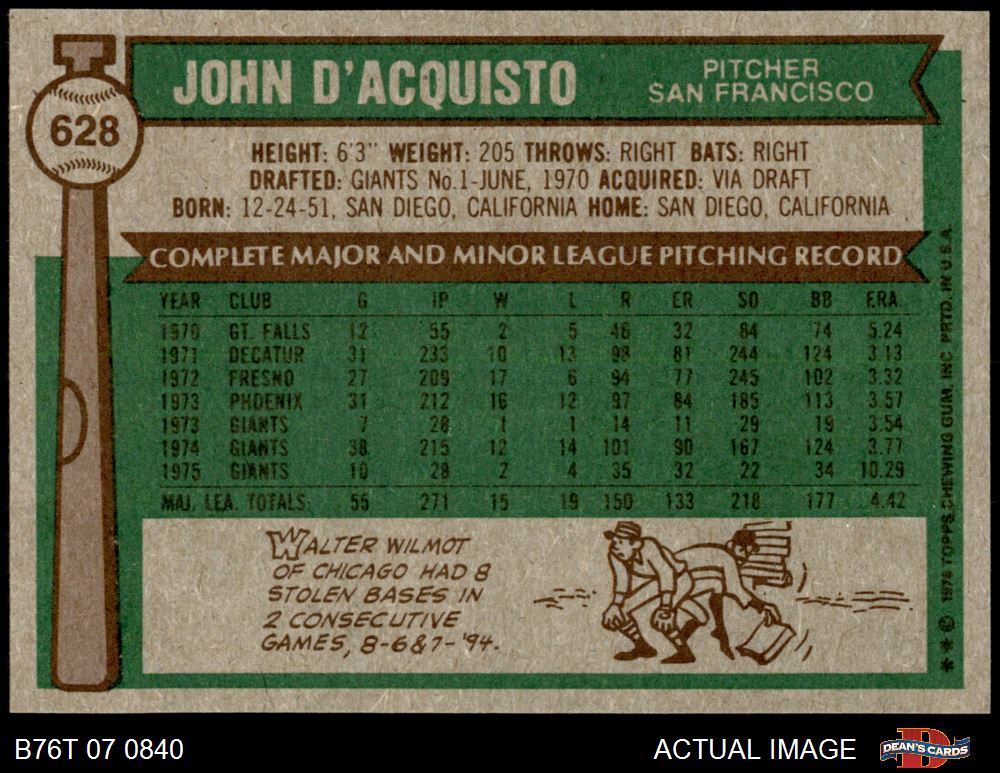 JOHN D'ACQUISTO
PITCHER
SAN FRANCISCO
628
HEIGHT: 6'3" WEIGHT: 205 THROWS: RIGHT BATS: RIGHT
DRAFTED: GIANTS No.1-JUNE, 1970 ACQUIRED: VIA DRAFT
BORN: 12-24-51, SAN DIEGO, CALIFORNIA HOME: SAN DIEGO, CALIFORNIA
COMPLETE MAJOR AND MINOR LEAGUE PITCHING RECORD
YEAR CLUB G IP W L R ER SO BB ERA
1970 GT. FALLS 12 55 2 5 46 32 84 74 5.24
1971 DECATUR 31 233 10 13 98 81 244 124 3.13
1972 FRESNO 27 209 17 6 94 77 245 102 3.32
1973 PHOENIX 31 212 16 12 97 84 185 113 3.57
1973 GIANTS 7 28 1 1 14 11 29 19 3.54
1974 GIANTS 38 215 12 14 101 90 167 124 3.77
1975 GIANTS 10 28 2 4 35 32 22 34 10.29
MAJ. LEA. TOTALS 55 271 15 19 150 133 218 177 4.42
WALTER WILMOT
OF CHICAGO HAD 8
STOLEN BASES IN
2 CONSECUTIVE
GAMES, 8-6&7-'94.
** © 1976 TOPPS CHEWING GUM, INC. PRTD. IN U.S.A.
B76T 07 0840
ACTUAL IMAGE
DEAN'S CARDS